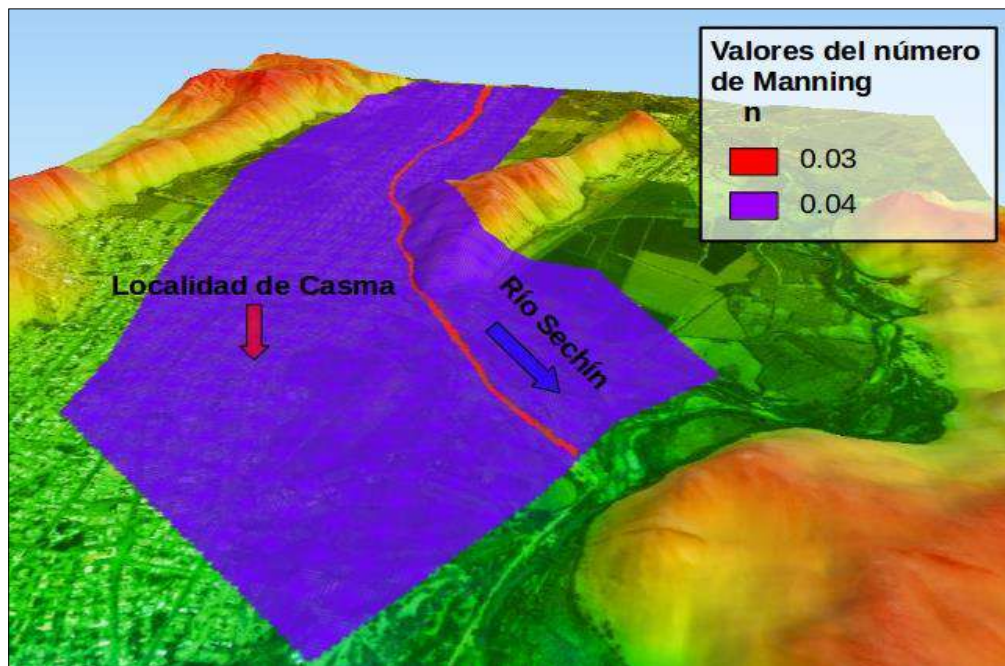 Valores del número
de Manning
n
0.03
0.04
Localidad de Casma
Río Sechín